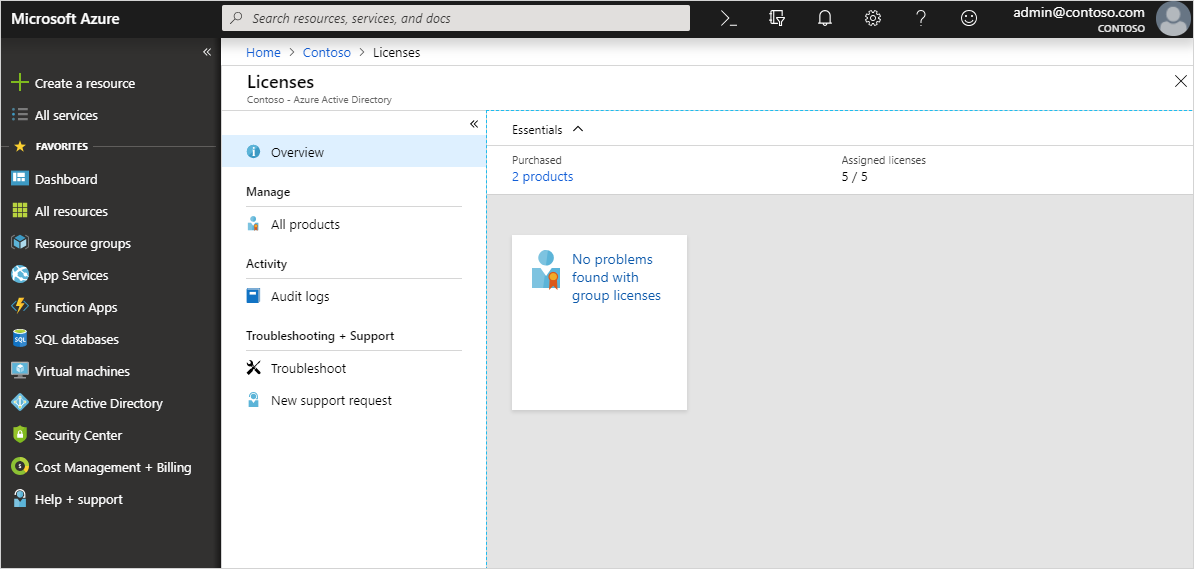 Microsoft Azure
Search resources, services, and docs
admin@contoso.com
CONTOSO
Create a resource
All services
FAVORITES
Dashboard
All resources
Resource groups
App Services
Function Apps
SQL databases
Virtual machines
Azure Active Directory
Security Center
Cost Management + Billing
Help + support
Home > Contoso > Licenses
Licenses
Contoso - Azure Active Directory
Overview
Manage
All products
Activity
Audit logs
Troubleshooting + Support
Troubleshoot
New support request
Essentials
Purchased
2 products
Assigned licenses
5 / 5
No problems
found with
group licenses